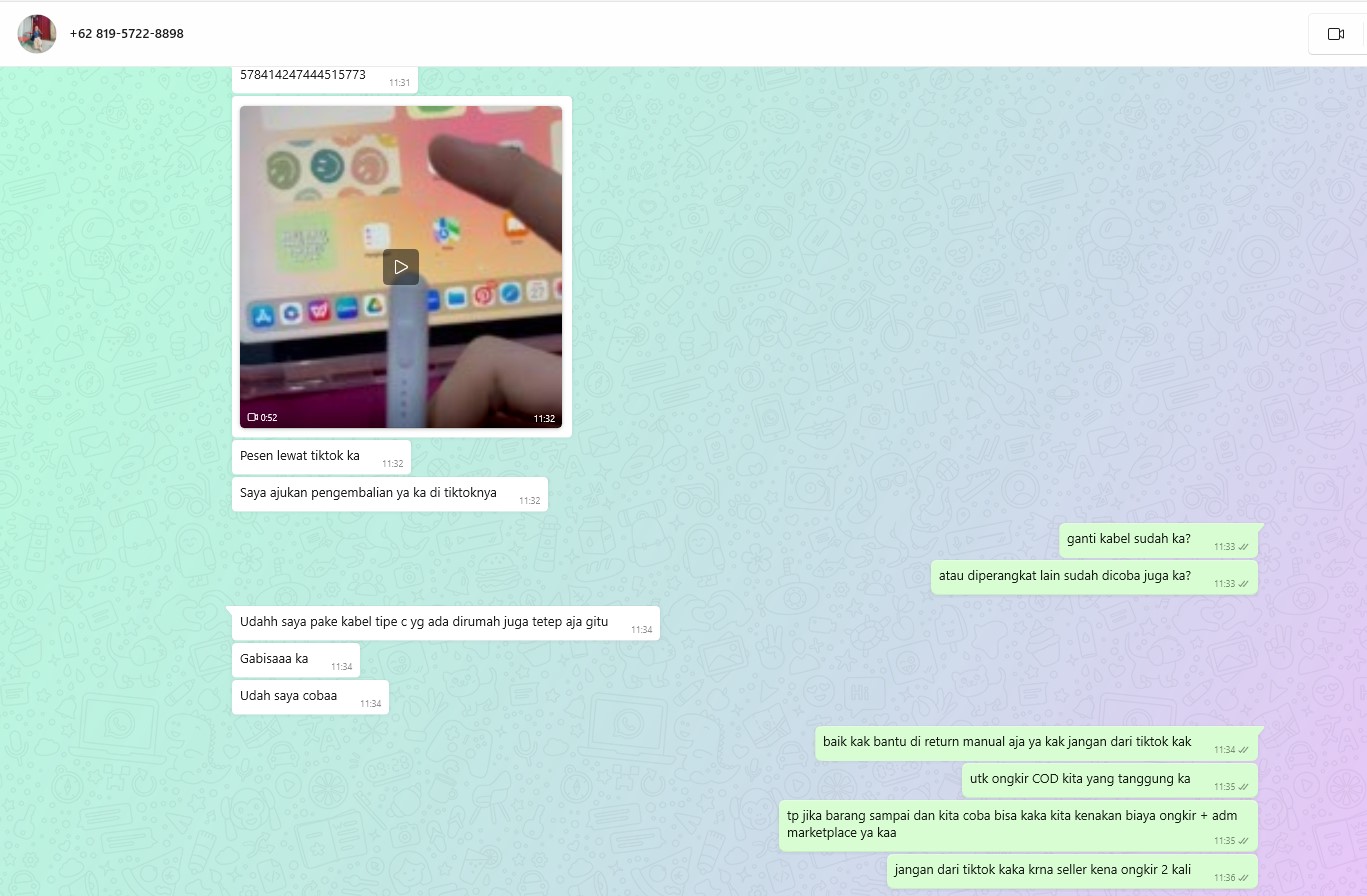 +62 819-5722-8898
578414247444515773
11:31
0:52
11:32
Pesen lewat tiktok ka
11:32
Saya ajukan pengembalian ya ka di tiktoknya
11:32
ganti kabel sudah ka?
11:33
atau diperangkat lain sudah dicoba juga ka?
11:33
Udahh saya pake kabel tipe c yg ada dirumah juga tetep aja gitu
11:34
Gabisaaa ka
11:34
Udah saya cobaa
11:34
baik kak bantu di return manual aja ya kak jangan dari tiktok kak
11:34
utk ongkir COD kita yang tanggung ka
11:35
tp jika barang sampai dan kita coba bisa kaka kita kenakan biaya ongkir + adm
marketplace ya kaa
11:35
jangan dari tiktok kaka krna seller kena ongkir 2 kali
11:36